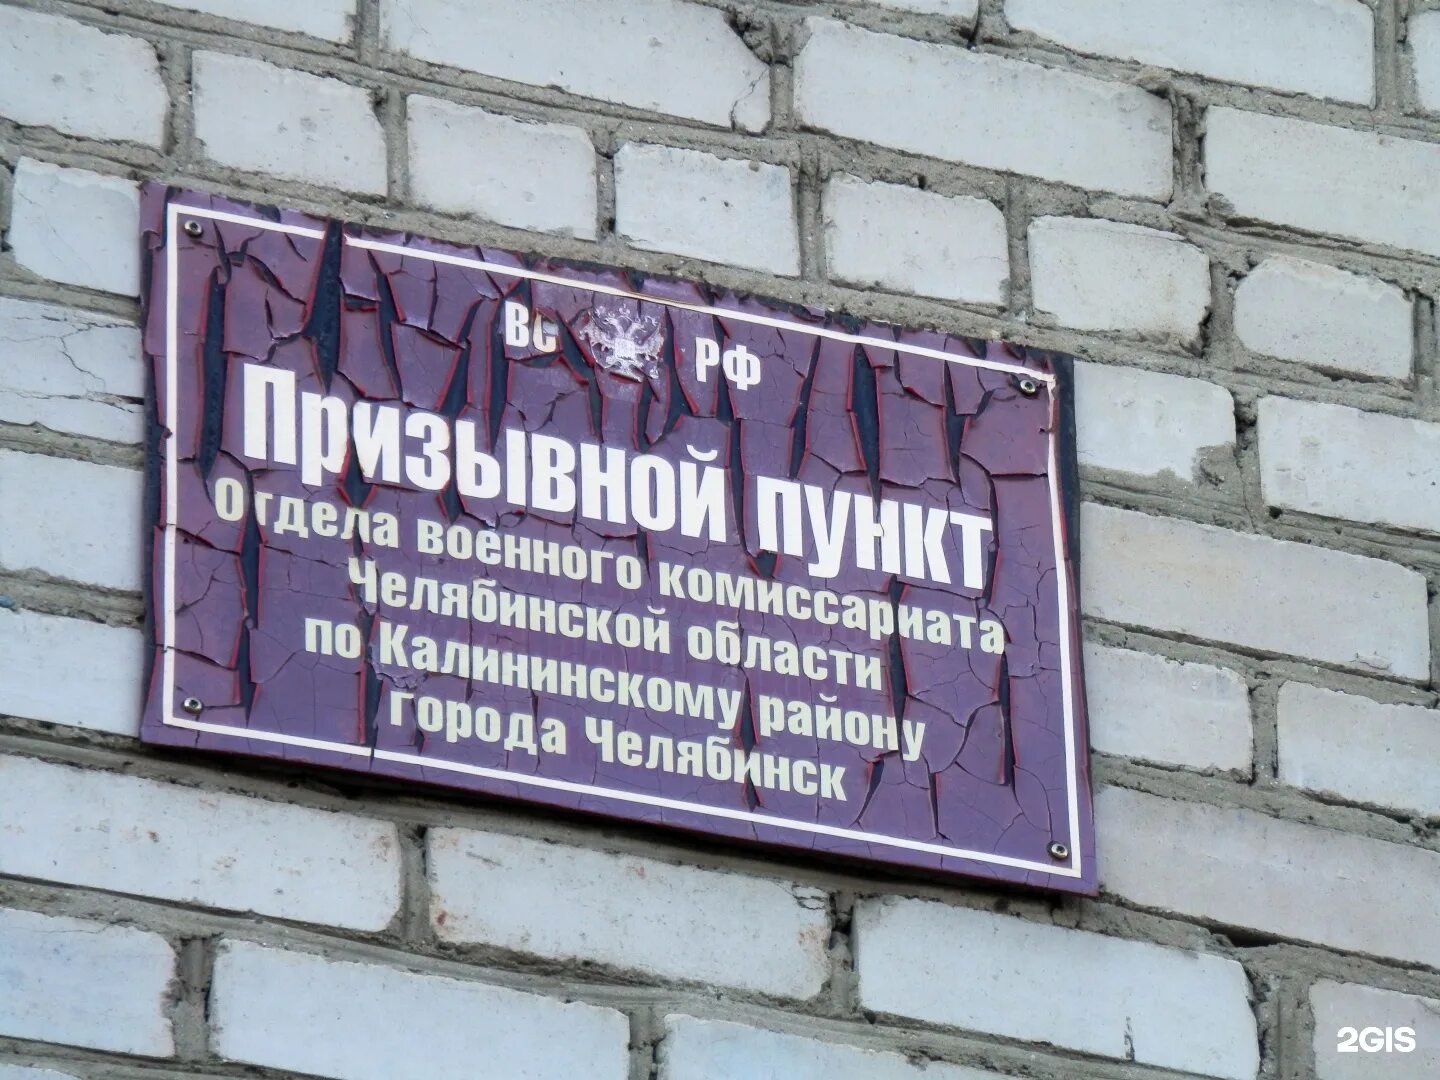 ВС РФ
Призывной пункт
отдела военного комиссариата
Челябинской области
по Калининскому району
города Челябинск
2GIS